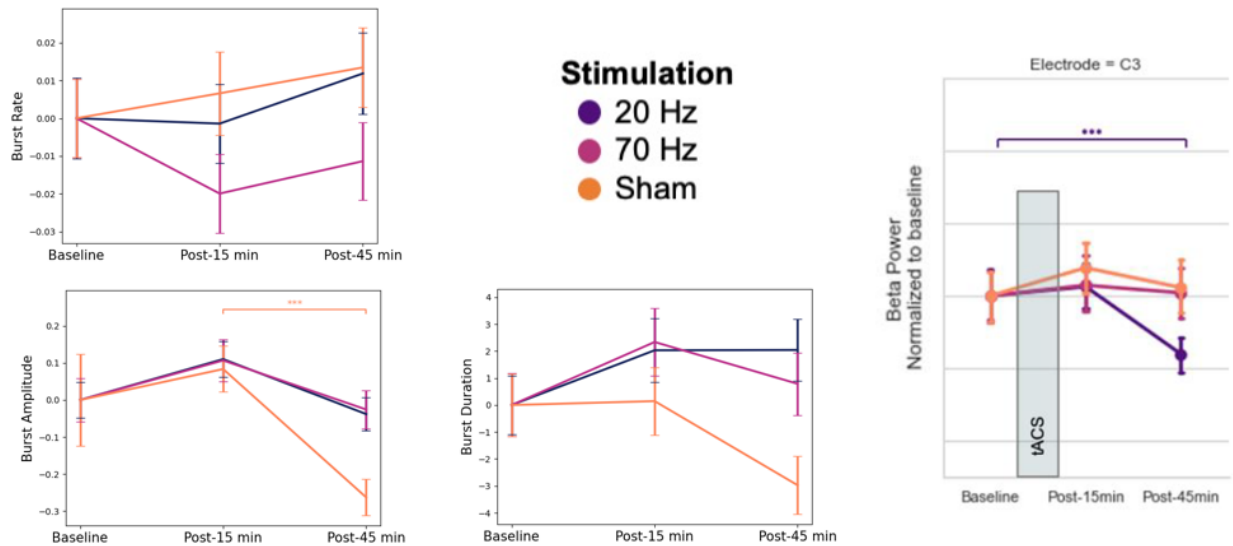 Burst Rate
0.02
0.01
0.00
−0.01
−0.02
−0.03
Baseline
Post-15 min
Post-45 min
Stimulation
20 Hz
70 Hz
Sham
Electrode = C3
***
Beta Power
Normalized to baseline
tACS
Baseline
Post-15min
Post-45min
Burst Amplitude
***
0.2
0.1
0.0
−0.1
−0.2
−0.3
Baseline
Post-15 min
Post-45 min
Burst Duration
4
3
2
1
0
−1
−2
−3
−4
Baseline
Post-15 min
Post-45 min